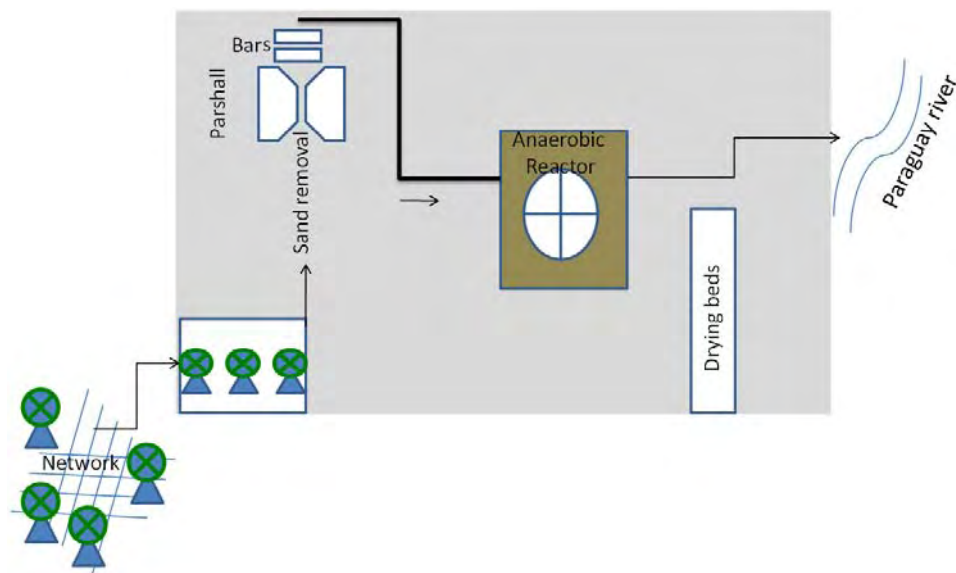 Bars
Parshall
Sand removal
Anaerobic
Reactor
Paraguay river
Drying beds
Network